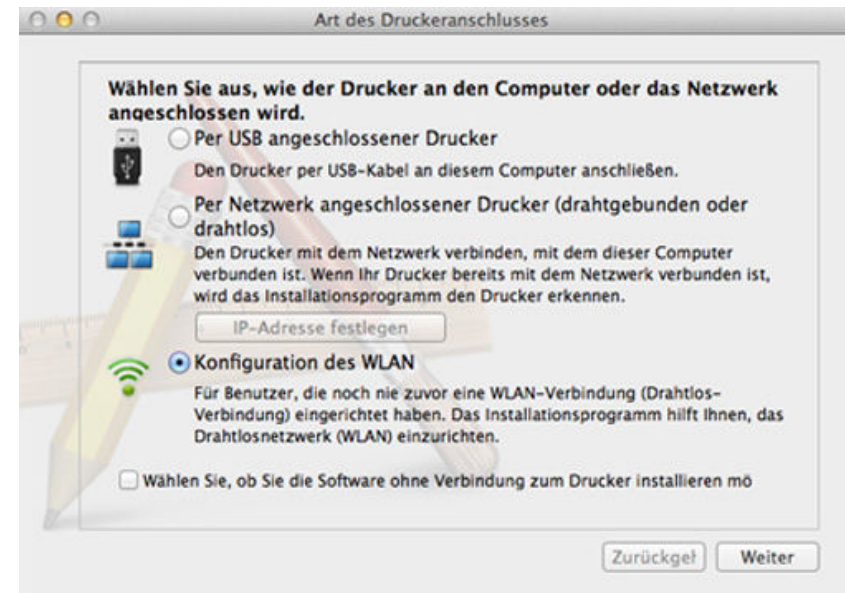 Art des Druckeranschlusses
Wählen Sie aus, wie der Drucker an den Computer oder das Netzwerk
angeschlossen wird.
Per USB angeschlossener Drucker
Den Drucker per USB-Kabel an diesem Computer anschließen.
Per Netzwerk angeschlossener Drucker (drahtgebunden oder
drahtlos)
Den Drucker mit dem Netzwerk verbinden, mit dem dieser Computer
verbunden ist. Wenn Ihr Drucker bereits mit dem Netzwerk verbunden ist,
wird das Installationsprogramm den Drucker erkennen.
IP-Adresse festlegen
Konfiguration des WLAN
Für Benutzer, die noch nie zuvor eine WLAN-Verbindung (Drahtlos-
Verbindung) eingerichtet haben. Das Installationsprogramm hilft Ihnen, das
Drahtlosnetzwerk (WLAN) einzurichten.
Wählen Sie, ob Sie die Software ohne Verbindung zum Drucker installieren mö
Zurückgeh Weiter